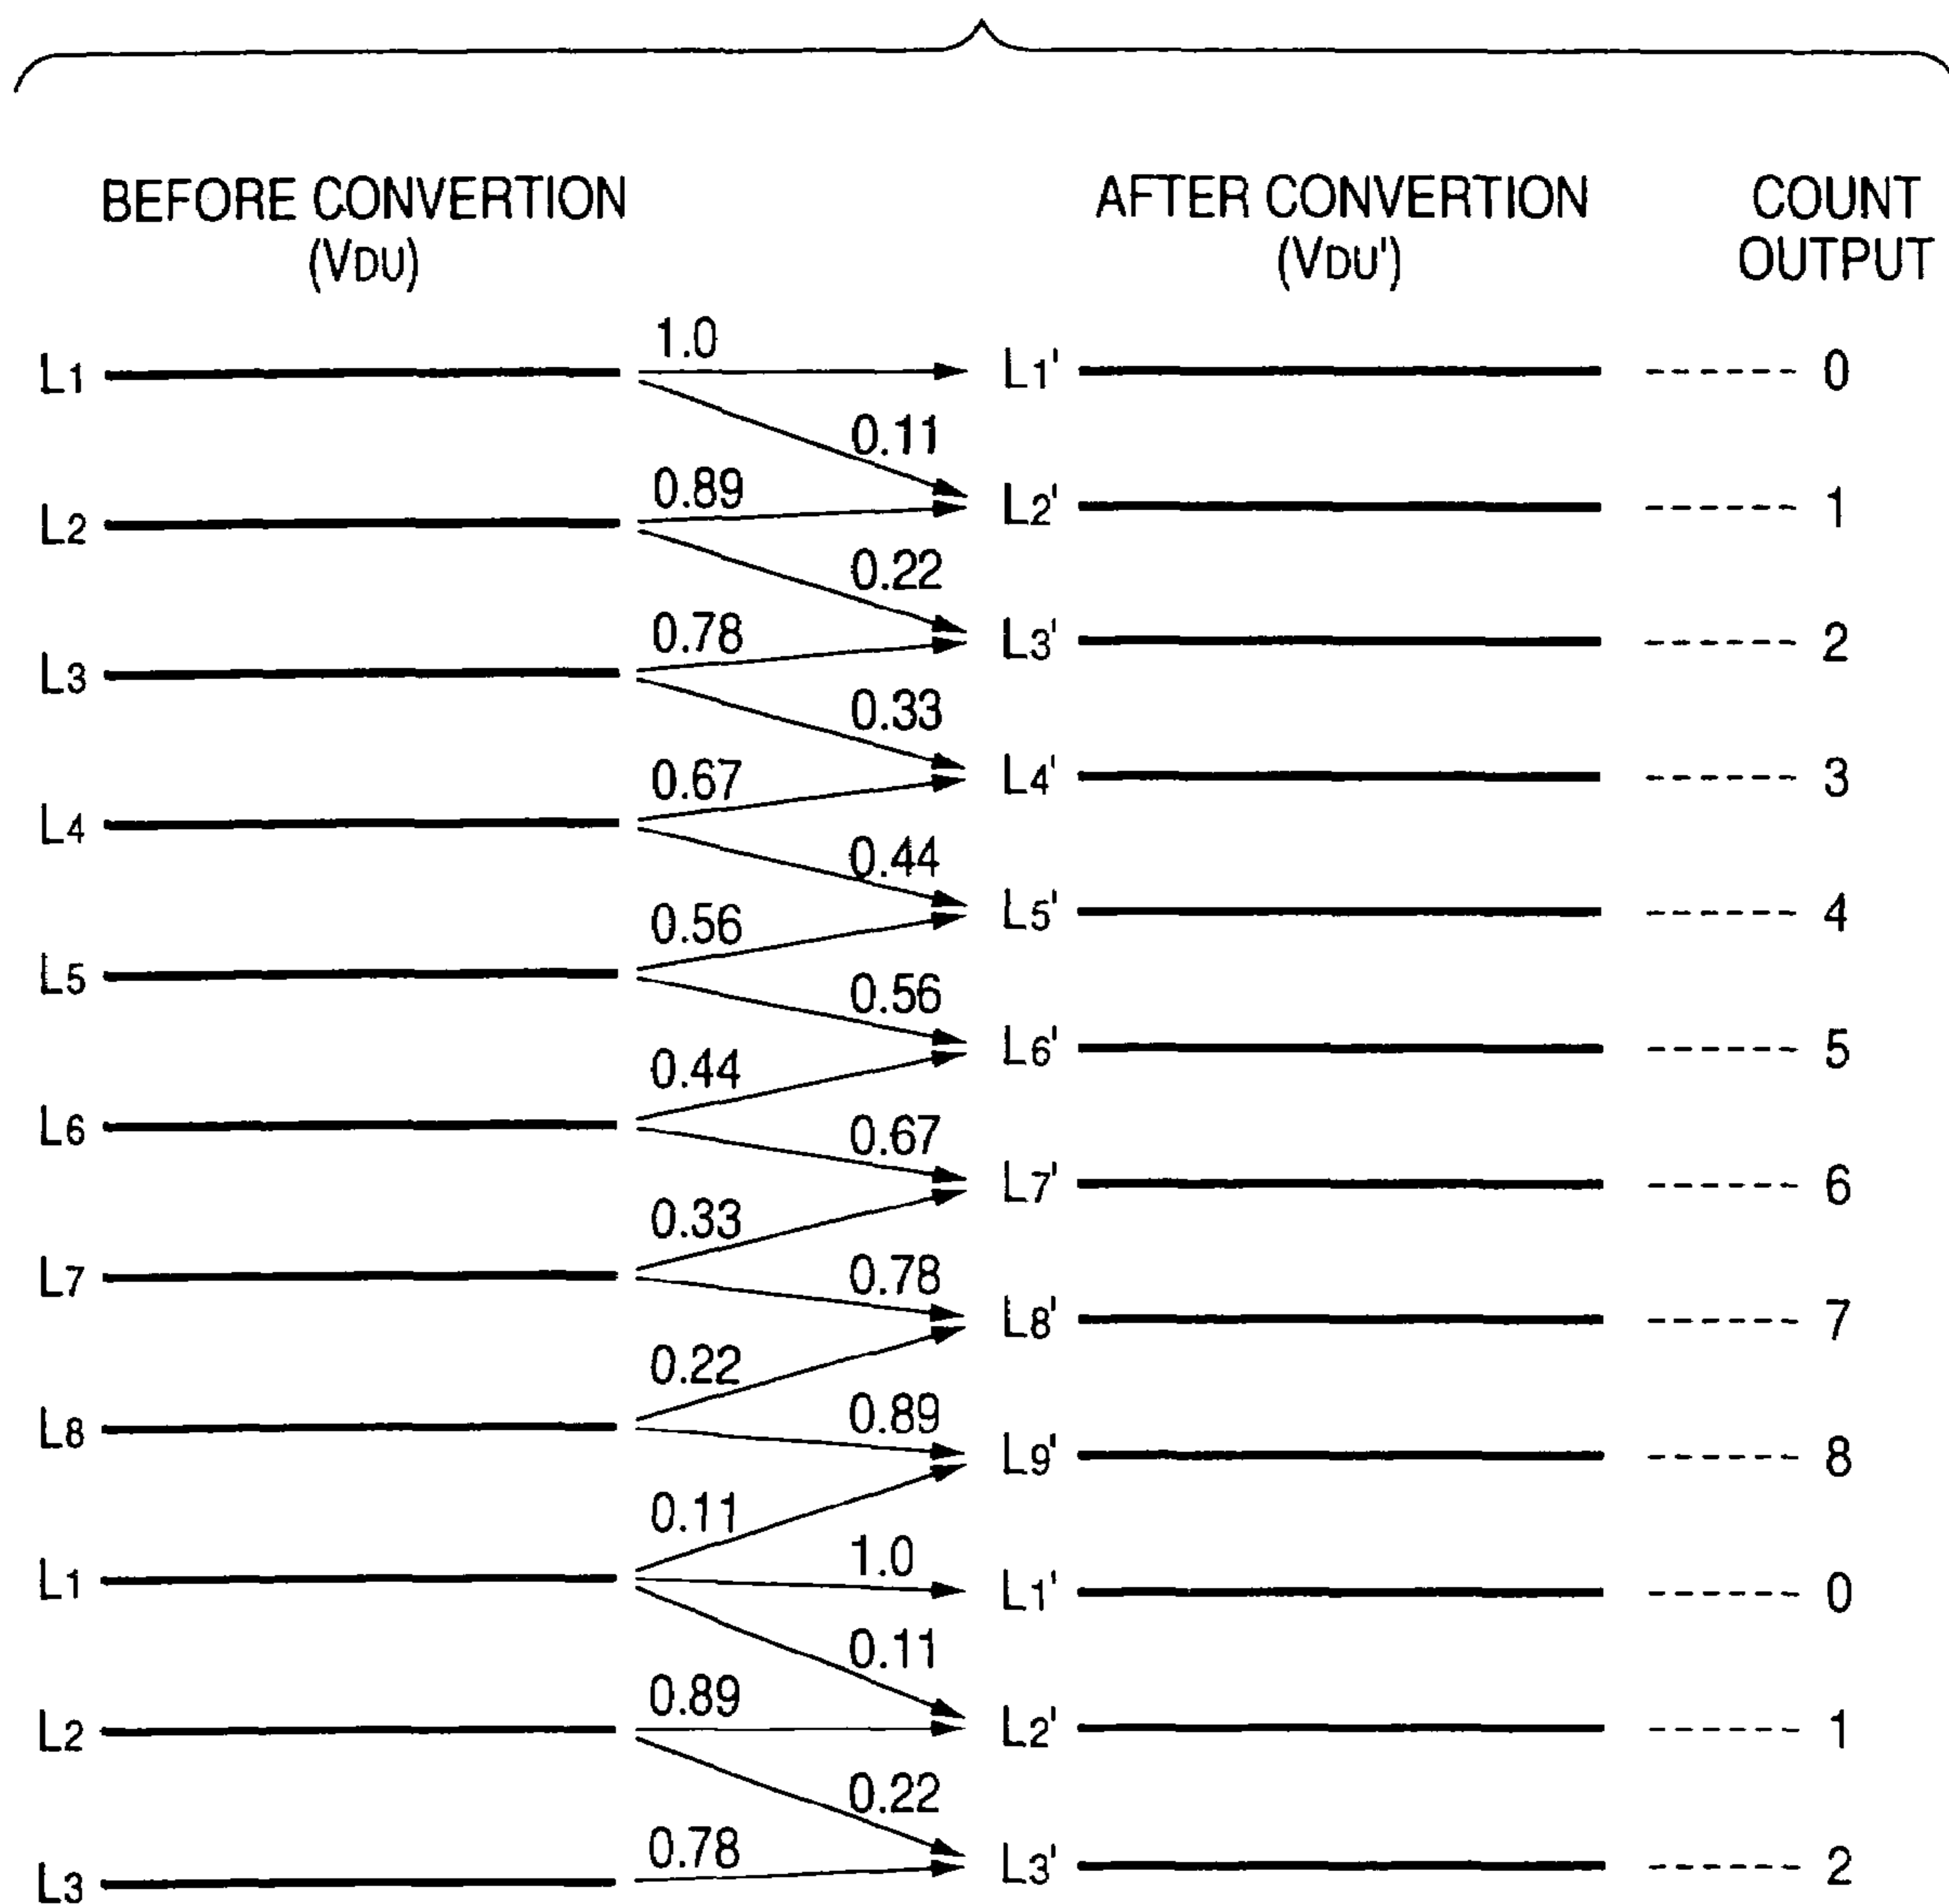 BEFORE CONVERTION AFTER CONVERTION COUNT
(VDU) (VDU') OUTPUT
1.0
L1 L1' 0
0.11
0.89
L2 L2' 1
0.22
0.78
L3 L3' 2
0.33
0.67
L4 L4' 3
0.44
0.56
L5 L5' 4
0.56
0.44
L6 L6' 5
0.67
0.33
L7 L7' 6
0.78
0.22
L8 L8' 7
0.89
L9' 8
0.11
1.0
L1 L1' 0
0.11
0.89
L2 L2' 1
0.22
0.78
L3 L3' 2